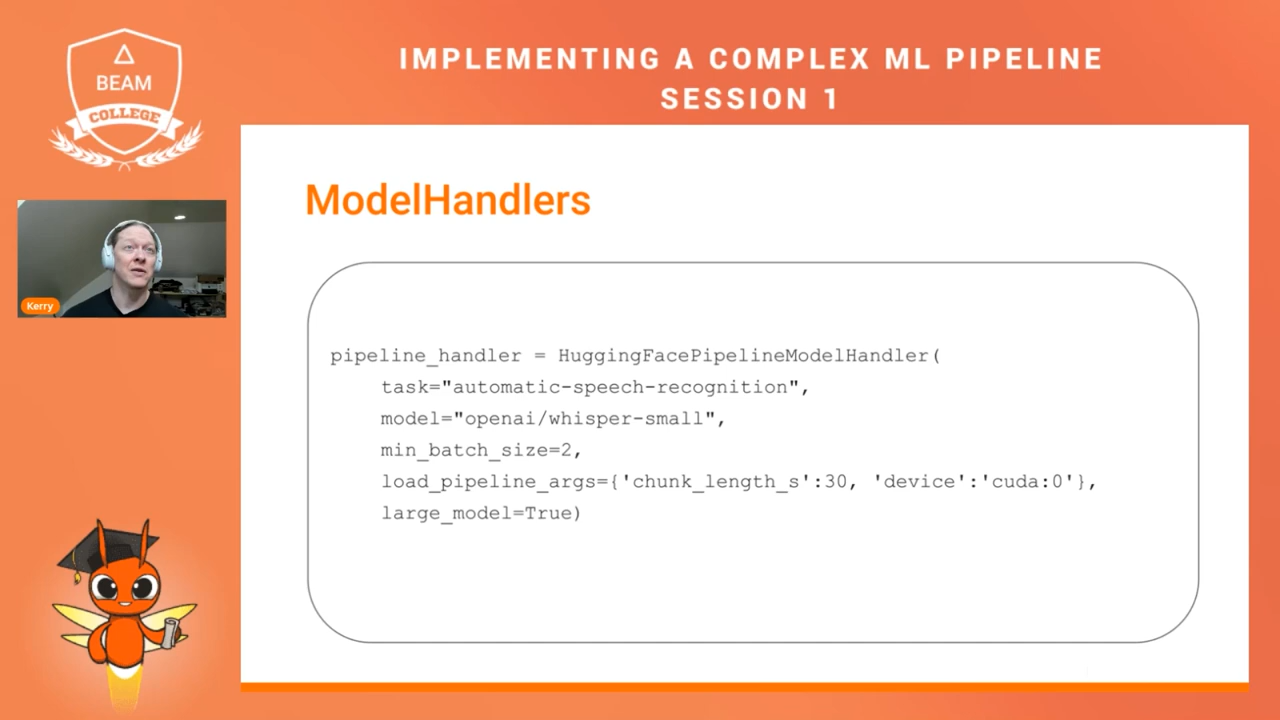 IMPLEMENTING A COMPLEX ML PIPELINE
SESSION 1
BEAM
COLLEGE
Kerry
ModelHandlers
pipeline_handler = HuggingFacePipelineModelHandler(
task="automatic-speech-recognition",
model="openai/whisper-small",
min_batch_size=2,
load_pipeline_args={'chunk_length_s':30, 'device':'cuda:0'},
large_model=True)